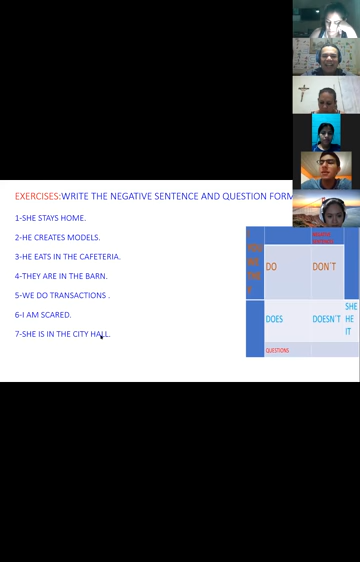 EXERCISES:WRITE THE NEGATIVE SENTENCE AND QUESTION FORM
1-SHE STAYS HOME.
2-HE CREATES MODELS.
3-HE EATS IN THE CAFETERIA.
4-THEY ARE IN THE BARN.
5-WE DO TRANSACTIONS .
6-I AM SCARED.
7-SHE IS IN THE CITY HALL.
DO DON´T
DOES DOESN´T SHE
HE
IT
QUESTIONS